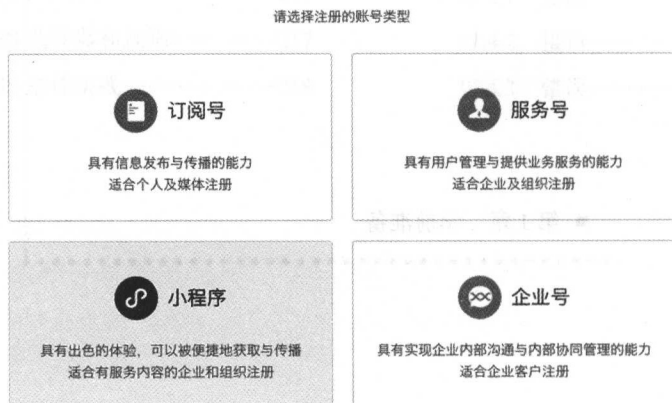 请选择注册的账号类型
订阅号
具有信息发布与传播的能力
适合个人及媒体注册
服务号
具有用户管理与提供业务服务的能力
适合企业及组织注册
小程序
具有出色的体验,可以被便捷地获取与传播
适合有服务内容的企业和组织注册
企业号
具有实现企业内部沟通与内部协同管理的能力
适合企业客户注册